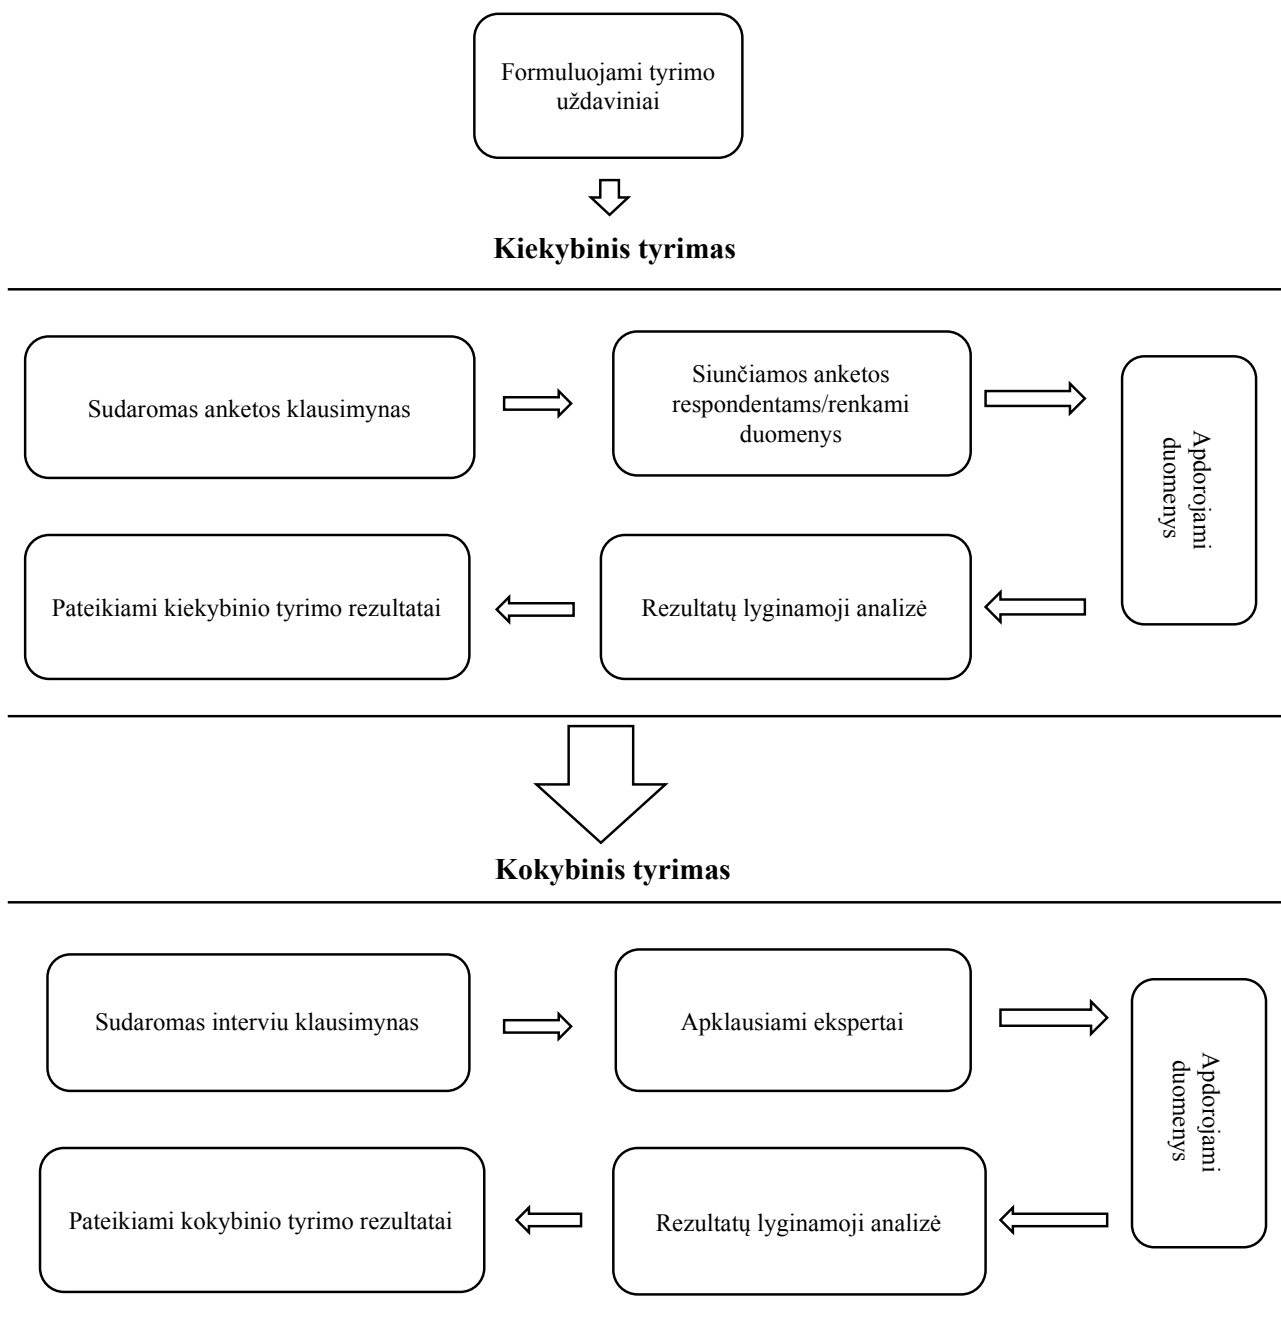 Formuluojami tyrimo
uždaviniai
Kiekybinis tyrimas
Sudaromas anketos klausimynas
Siunčiamos anketos
respondentams/renkami
duomenys
Apdorojami
duomenys
Rezultatų lyginamoji analizė
Pateikiami kiekybinio tyrimo rezultatai
Kokybinis tyrimas
Sudaromas interviu klausimynas
Apklausiami ekspertai
Apdorojami
duomenys
Rezultatų lyginamoji analizė
Pateikiami kokybinio tyrimo rezultatai